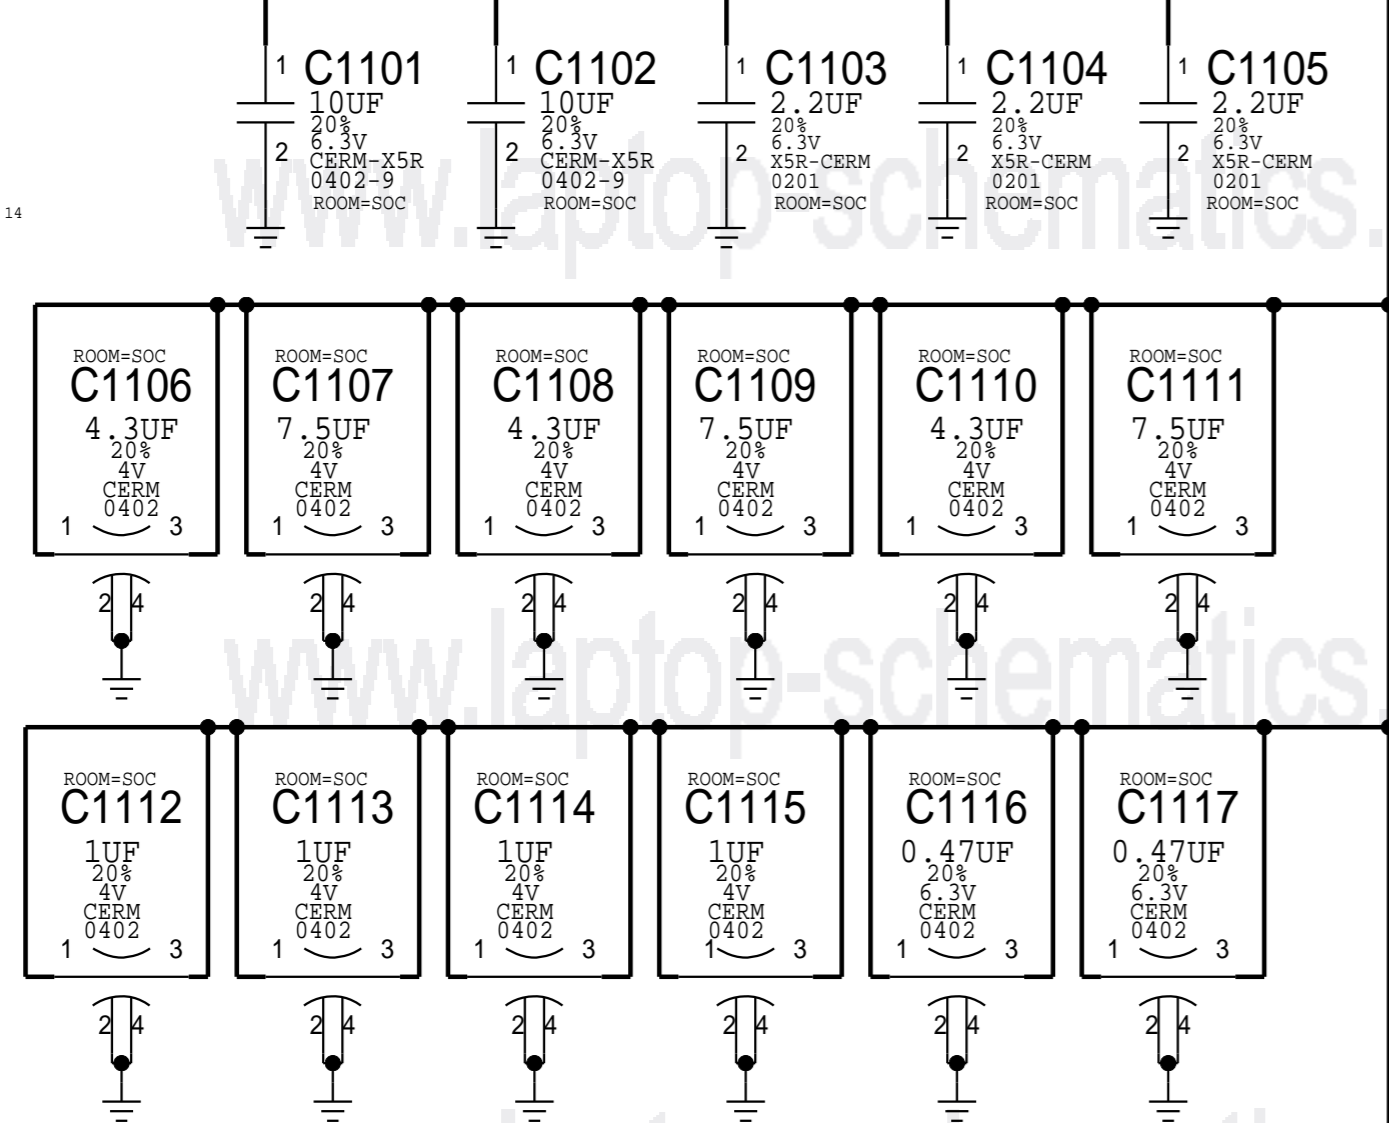 1 C1101
10UF
20%
6.3V
2 CERM-X5R
0402-9
ROOM=SOC
1 C1102
10UF
20%
6.3V
2 CERM-X5R
0402-9
ROOM=SOC
1 C1103
2.2UF
20%
6.3V
2 X5R-CERM
0201
ROOM=SOC
1 C1104
2.2UF
20%
6.3V
2 X5R-CERM
0201
ROOM=SOC
1 C1105
2.2UF
20%
6.3V
2 X5R-CERM
0201
ROOM=SOC
www.laptop-schematics.
14
ROOM=SOC
C1106
4.3UF
20%
4V
CERM
0402
1 3
2 4
ROOM=SOC
C1107
7.5UF
20%
4V
CERM
0402
1 3
2 4
ROOM=SOC
C1108
4.3UF
20%
4V
CERM
0402
1 3
2 4
ROOM=SOC
C1109
7.5UF
20%
4V
CERM
0402
1 3
2 4
ROOM=SOC
C1110
4.3UF
20%
4V
CERM
0402
1 3
2 4
ROOM=SOC
C1111
7.5UF
20%
4V
CERM
0402
1 3
2 4
www.laptop-schematics.
ROOM=SOC
C1112
1UF
20%
4V
CERM
0402
1 3
2 4
ROOM=SOC
C1113
1UF
20%
4V
CERM
0402
1 3
2 4
ROOM=SOC
C1114
1UF
20%
4V
CERM
0402
1 3
2 4
ROOM=SOC
C1115
1UF
20%
4V
CERM
0402
1 3
2 4
ROOM=SOC
C1116
0.47UF
20%
6.3V
CERM
0402
1 3
2 4
ROOM=SOC
C1117
0.47UF
20%
6.3V
CERM
0402
1 3
2 4